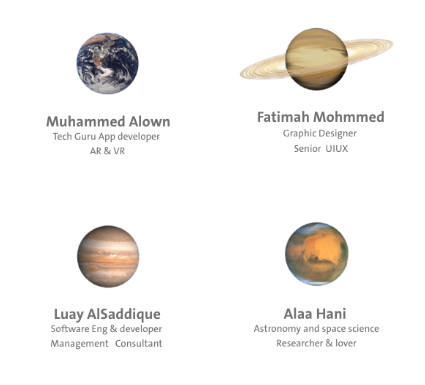 Muhammed Alown
Tech Guru App developer
AR & VR
Fatimah Mohmmed
Graphic Designer
Senior UIUX
Luay AlSaddique
Software Eng & developer
Management Consultant
Alaa Hani
Astronomy and space science
Researcher & lover